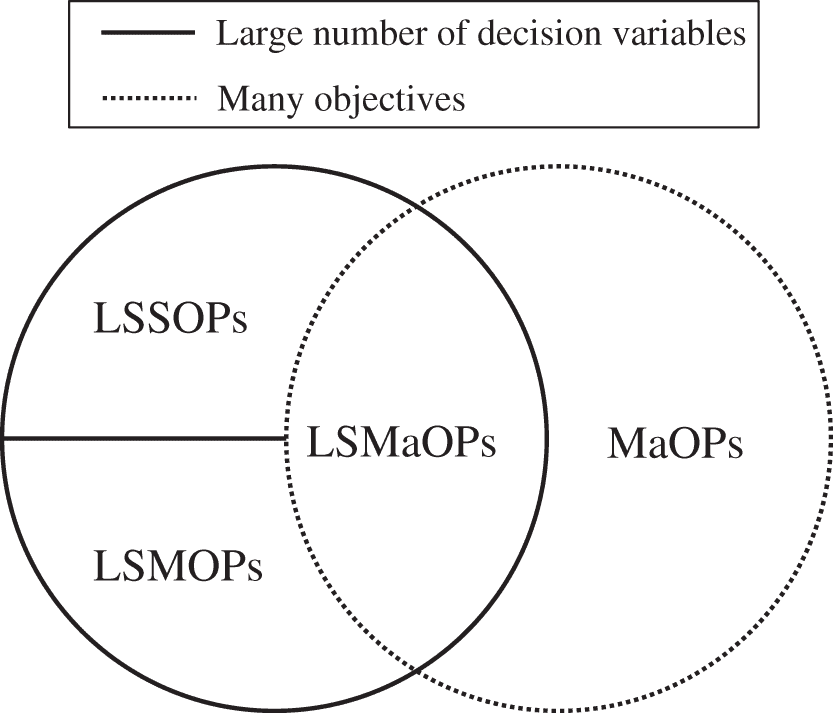 Large number of decision variables
Many objectives
LSSOPs
LSMaOPs
MaOPs
LSMOPs